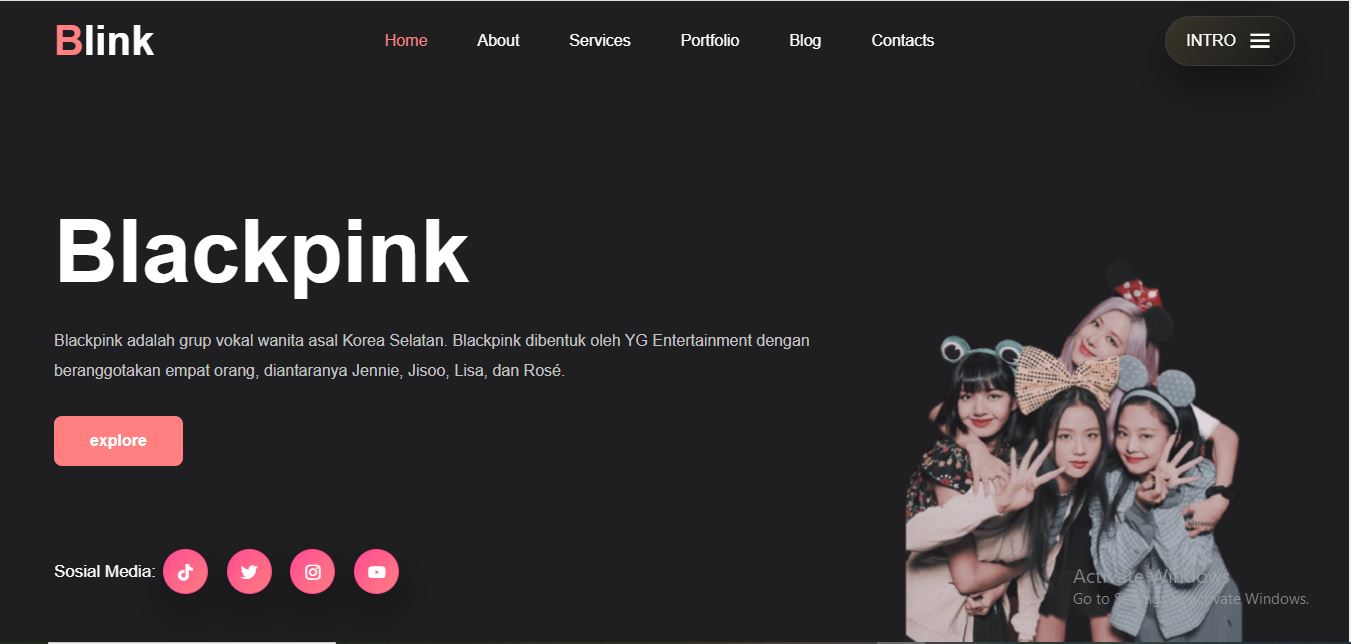 Blink
Home About Services Portfolio Blog Contacts
INTRO
Blackpink
Blackpink adalah grup vokal wanita asal Korea Selatan. Blackpink dibentuk oleh YG Entertainment dengan
beranggotakan empat orang, diantaranya Jennie, Jisoo, Lisa, dan Rosé.
explore
Sosial Media:
Activate Windows
Go to Settings to activate Windows.